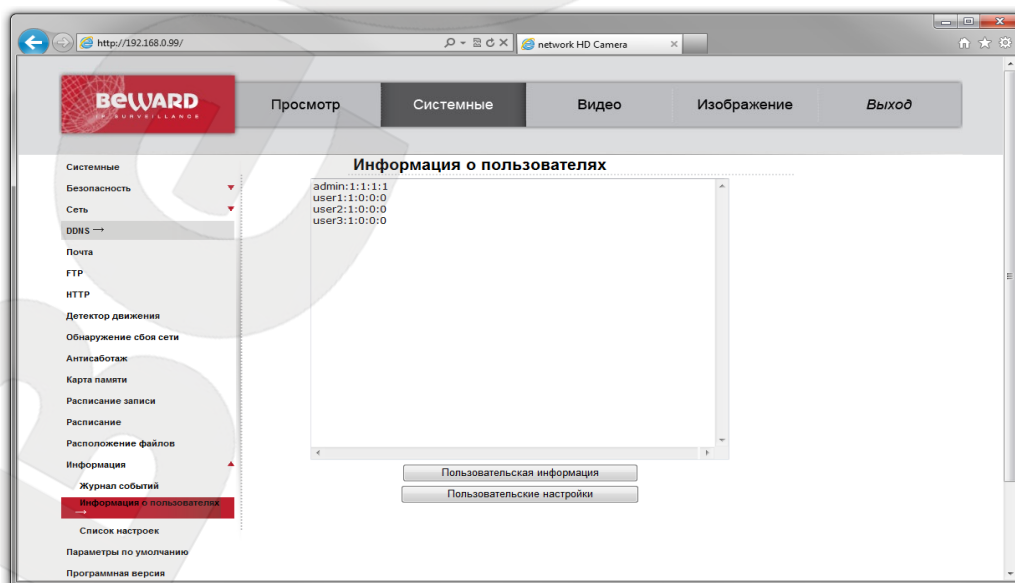 http://192.168.0.99/
network HD Camera
BEWARD
IP SURVEILLANCE
Просмотр
Системные
Видео
Изображение
Выход
Системные
Безопасность
Сеть
DDNS →
Почта
FTP
HTTP
Детектор движения
Обнаружение сбоя сети
Антисаботаж
Карта памяти
Расписание записи
Расписание
Расположение файлов
Информация
Журнал событий
Информация о пользователях
→
Список настроек
Параметры по умолчанию
Программная версия
Информация о пользователях
admin:1:1:1:1
user1:1:0:0:0
user2:1:0:0:0
user3:1:0:0:0
Пользовательская информация
Пользовательские настройки